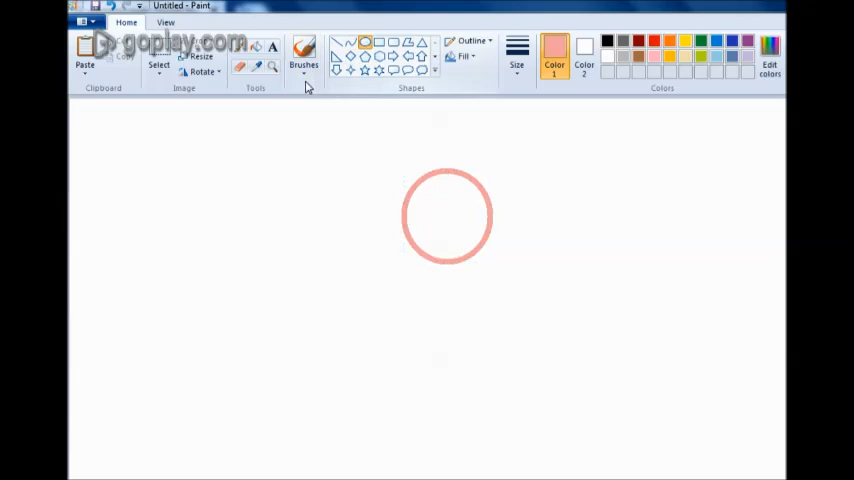 Untitled - Paint
Home View
goplay.com
Paste
Copy
Select
Resize
Rotate
Brushes
Outline
Fill
Size
Color 1
Color 2
Edit colors
Clipboard Image Tools Shapes Colors